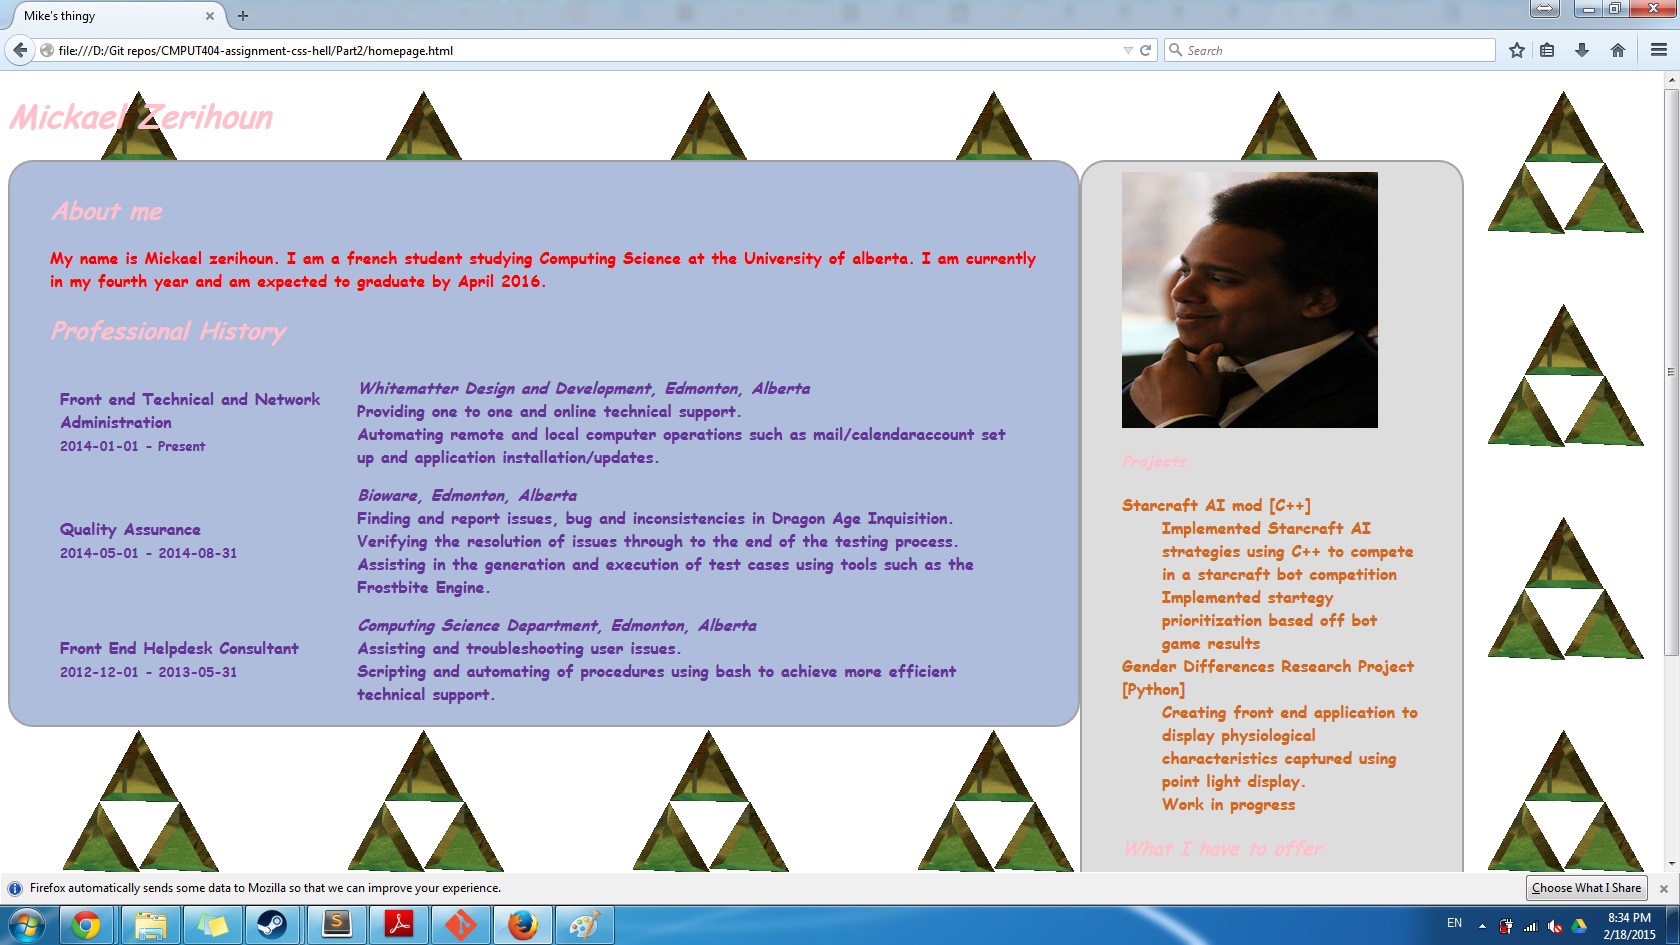 Mike's thingy
file:///D:/Git repos/CMPUT404-assignment-css-hell/Part2/homepage.html
Search
Mickael Zerihoun
About me
My name is Mickael zerihoun. I am a french student studying Computing Science at the University of alberta. I am currently
in my fourth year and am expected to graduate by April 2016.
Professional History
Front end Technical and Network
Administration
2014-01-01 - Present
Whitematter Design and Development, Edmonton, Alberta
Providing one to one and online technical support.
Automating remote and local computer operations such as mail/calendaraccount set
up and application installation/updates.
Quality Assurance
2014-05-01 - 2014-08-31
Bioware, Edmonton, Alberta
Finding and report issues, bug and inconsistencies in Dragon Age Inquisition.
Verifying the resolution of issues through to the end of the testing process.
Assisting in the generation and execution of test cases using tools such as the
Frostbite Engine.
Front End Helpdesk Consultant
2012-12-01 - 2013-05-31
Computing Science Department, Edmonton, Alberta
Assisting and troubleshooting user issues.
Scripting and automating of procedures using bash to achieve more efficient
technical support.
Projects
Starcraft AI mod [C++]
Implemented Starcraft AI
strategies using C++ to compete
in a starcraft bot competition
Implemented startegy
prioritization based off bot
game results
Gender Differences Research Project
[Python]
Creating front end application to
display physiological
characteristics captured using
point light display.
Work in progress
What I have to offer
Firefox automatically sends some data to Mozilla so that we can improve your experience.
Choose What I Share
EN
8:34 PM
2/18/2015